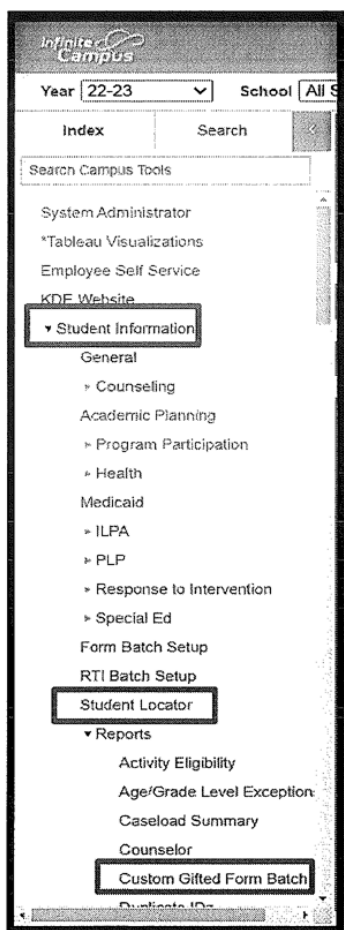 Infinite
Campus
Year 22-23 School All S
Index Search
Search Campus Tools
System Administrator
*Tableau Visualizations
Employee Self Service
KDE Website
Student Information
General
Counseling
Academic Planning
Program Participation
Health
Medicaid
ILPA
PLP
Response to Intervention
Special Ed
Form Batch Setup
RTI Batch Setup
Student Locator
Reports
Activity Eligibility
Age/Grade Level Exception
Caseload Summary
Counselor
Custom Gifted Form Batch
Duplicate IDs